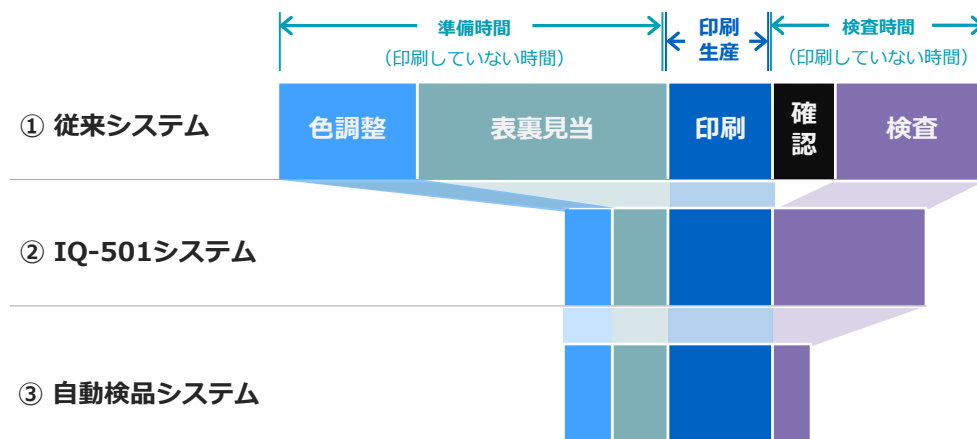 準備時間
（印刷していない時間）
印刷
生産
検査時間
（印刷していない時間）
① 従来システム
色調整
表裏見当
印刷
確
認
検査
② IQ-501システム
③ 自動検品システム